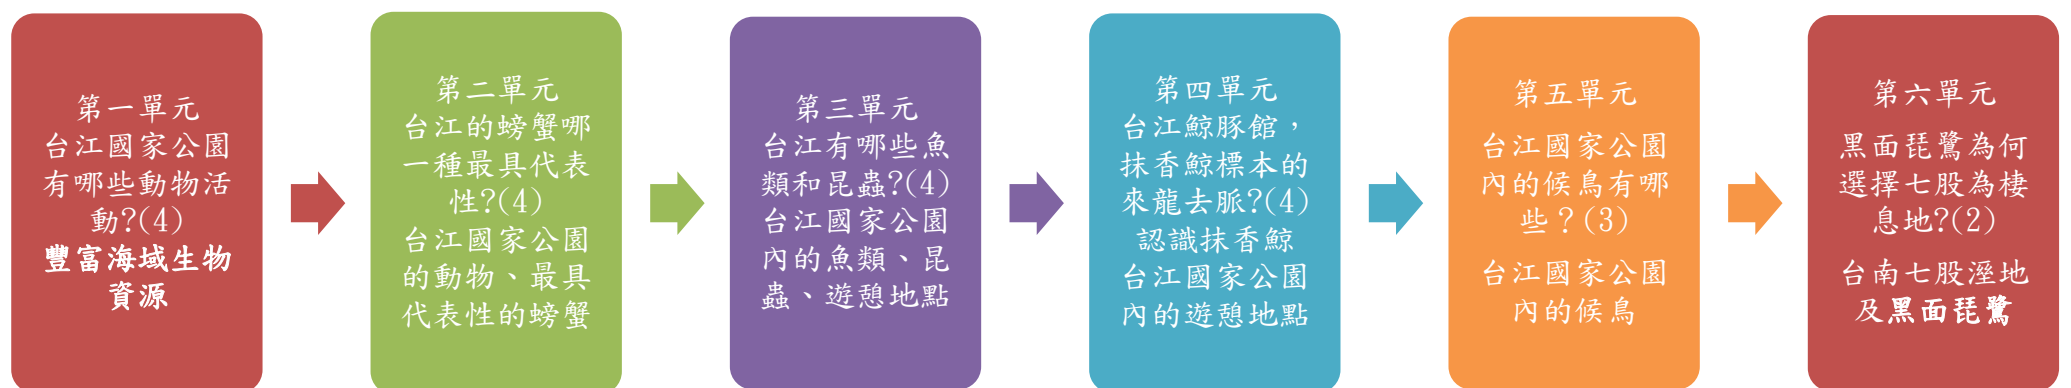 第一單元
台江國家公園
有哪些動物活
動?(4)
豐富海域生物
資源
第二單元
台江的螃蟹哪
一種最具代表
性?(4)
台江國家公園
的動物、最具
代表性的螃蟹
第三單元
台江有哪些魚
類和昆蟲?(4)
台江國家公園
內的魚類、昆
蟲、遊憩地點
第四單元
台江鯨豚館，
抹香鯨標本的
來龍去脈?(4)
認識抹香鯨
台江國家公園
內的遊憩地點
第五單元
台江國家公園
內的候鳥有哪
些？(3)
台江國家公園
內的候鳥
第六單元
黑面琵鷺為何
選擇七股為棲
息地?(2)
台南七股溼地
及黑面琵鷺